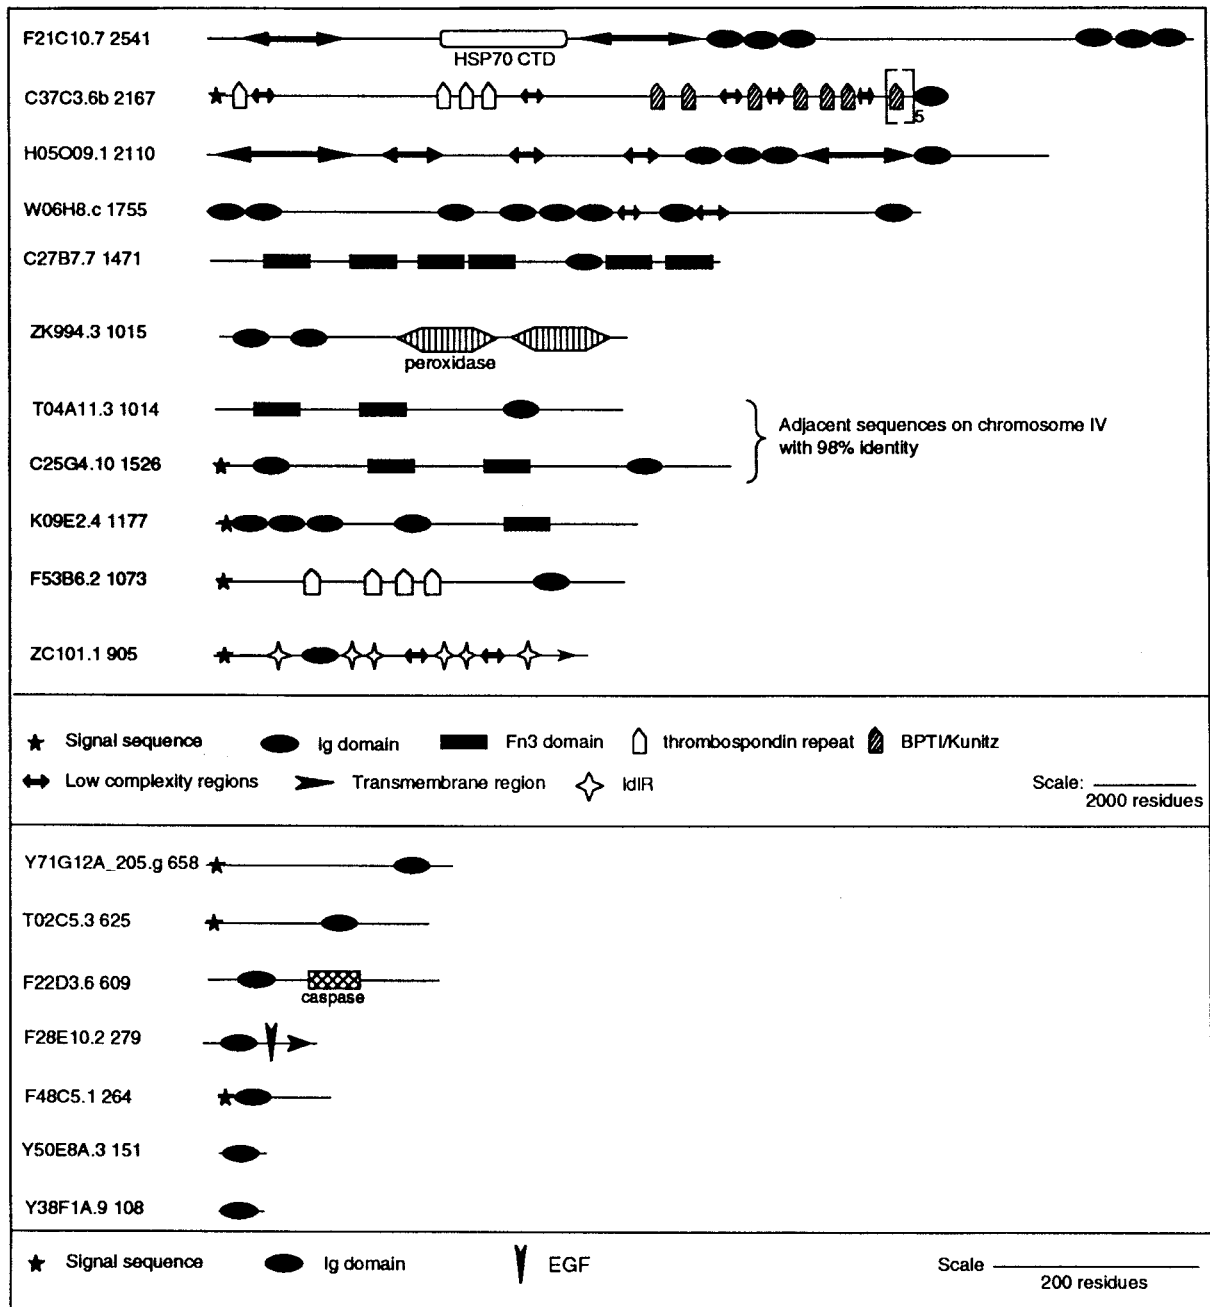 F21C10.7 2541
HSP70 CTD
C37C3.6b 2167
5
H05O09.1 2110
W06H8.c 1755
C27B7.7 1471
ZK994.3 1015
peroxidase
T04A11.3 1014
Adjacent sequences on chromosome IV
with 98% identity
C25G4.10 1526
K09E2.4 1177
F53B6.2 1073
ZC101.1 905
Signal sequence
Ig domain
Fn3 domain
thrombospondin repeat
BPTI/Kunitz
Low complexity regions
Transmembrane region
ldlR
Scale:
2000 residues
Y71G12A_205.g 658
T02C5.3 625
F22D3.6 609
caspase
F28E10.2 279
F48C5.1 264
Y50E8A.3 151
Y38F1A.9 108
Signal sequence
Ig domain
EGF
Scale
200 residues